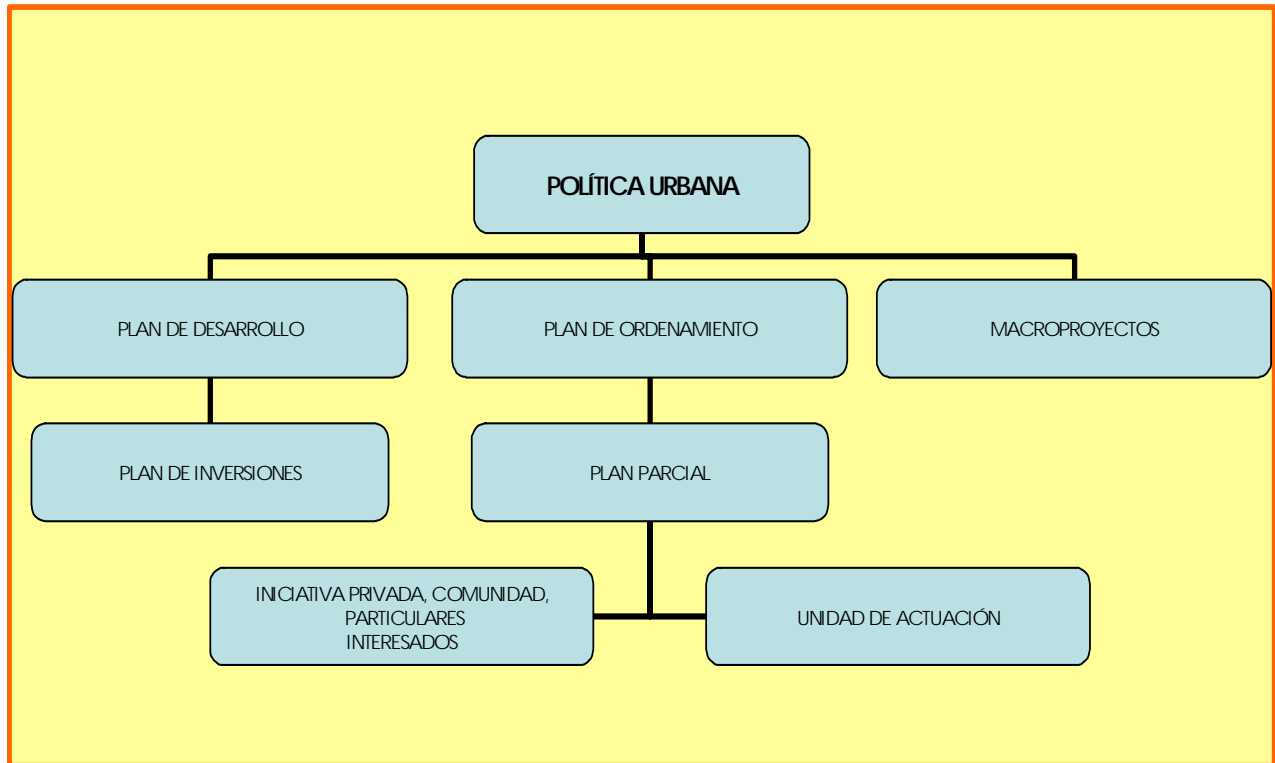 POLÍTICA URBANA
PLAN DE DESARROLLO
PLAN DE ORDENAMIENTO
MACROPROYECTOS
PLAN DE INVERSIONES
PLAN PARCIAL
INICIATIVA PRIVADA, COMUNIDAD,
PARTICULARES
INTERESADOS
UNIDAD DE ACTUACIÓN